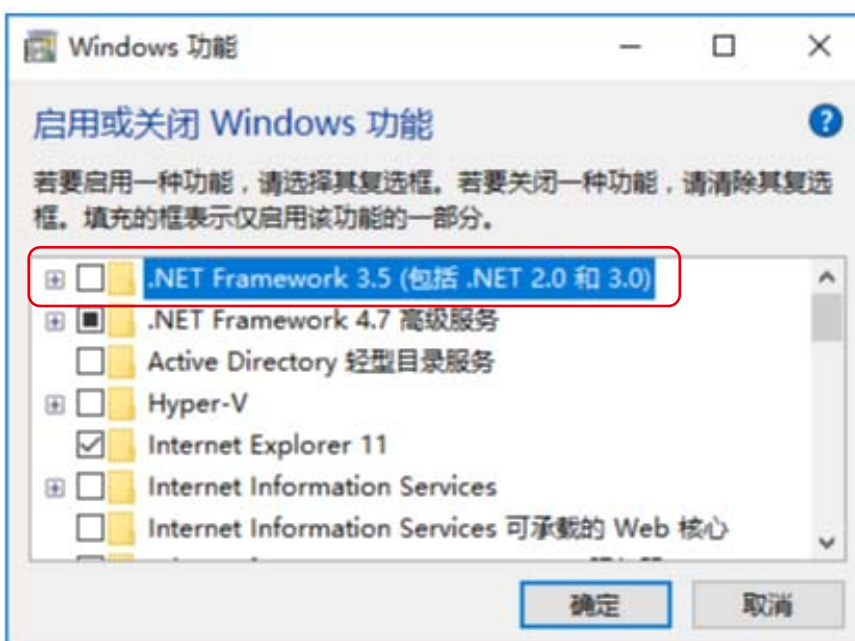 Windows 功能
启用或关闭 Windows 功能
若要启用一种功能，请选择其复选框。若要关闭一种功能，请清除其复选
框。填充的框表示仅启用该功能的一部分。
.NET Framework 3.5 (包括 .NET 2.0 和 3.0)
.NET Framework 4.7 高级服务
Active Directory 轻型目录服务
Hyper-V
Internet Explorer 11
Internet Information Services
Internet Information Services 可承载的 Web 核心
确定
取消